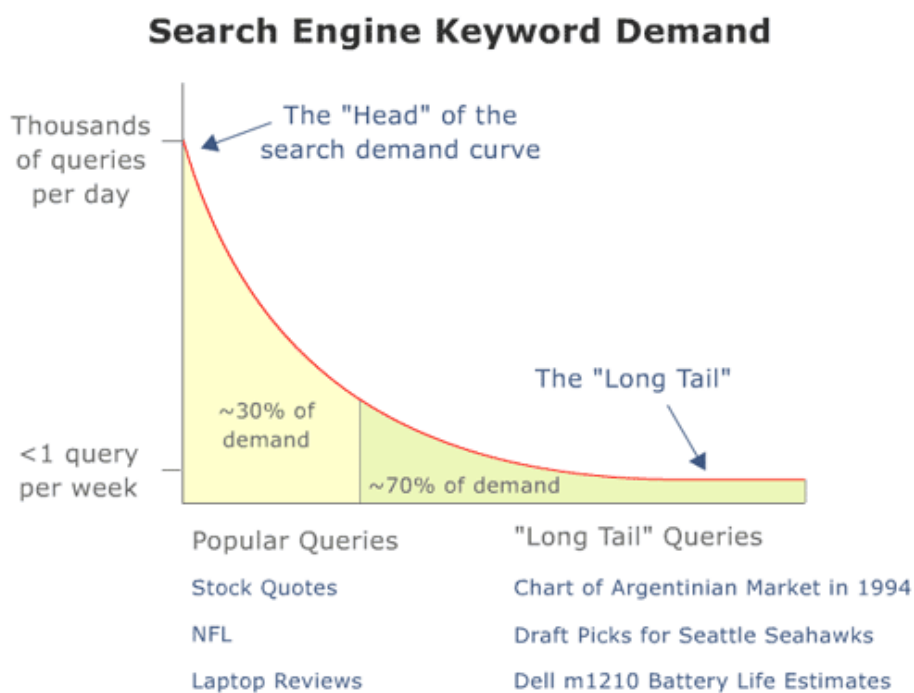 Search Engine Keyword Demand
The "Head" of the
search demand curve
Thousands
of queries
per day
The "Long Tail"
~30% of
demand
<1 query
per week
~70% of demand
Popular Queries
"Long Tail" Queries
Stock Quotes
Chart of Argentinian Market in 1994
NFL
Draft Picks for Seattle Seahawks
Laptop Reviews
Dell m1210 Battery Life Estimates